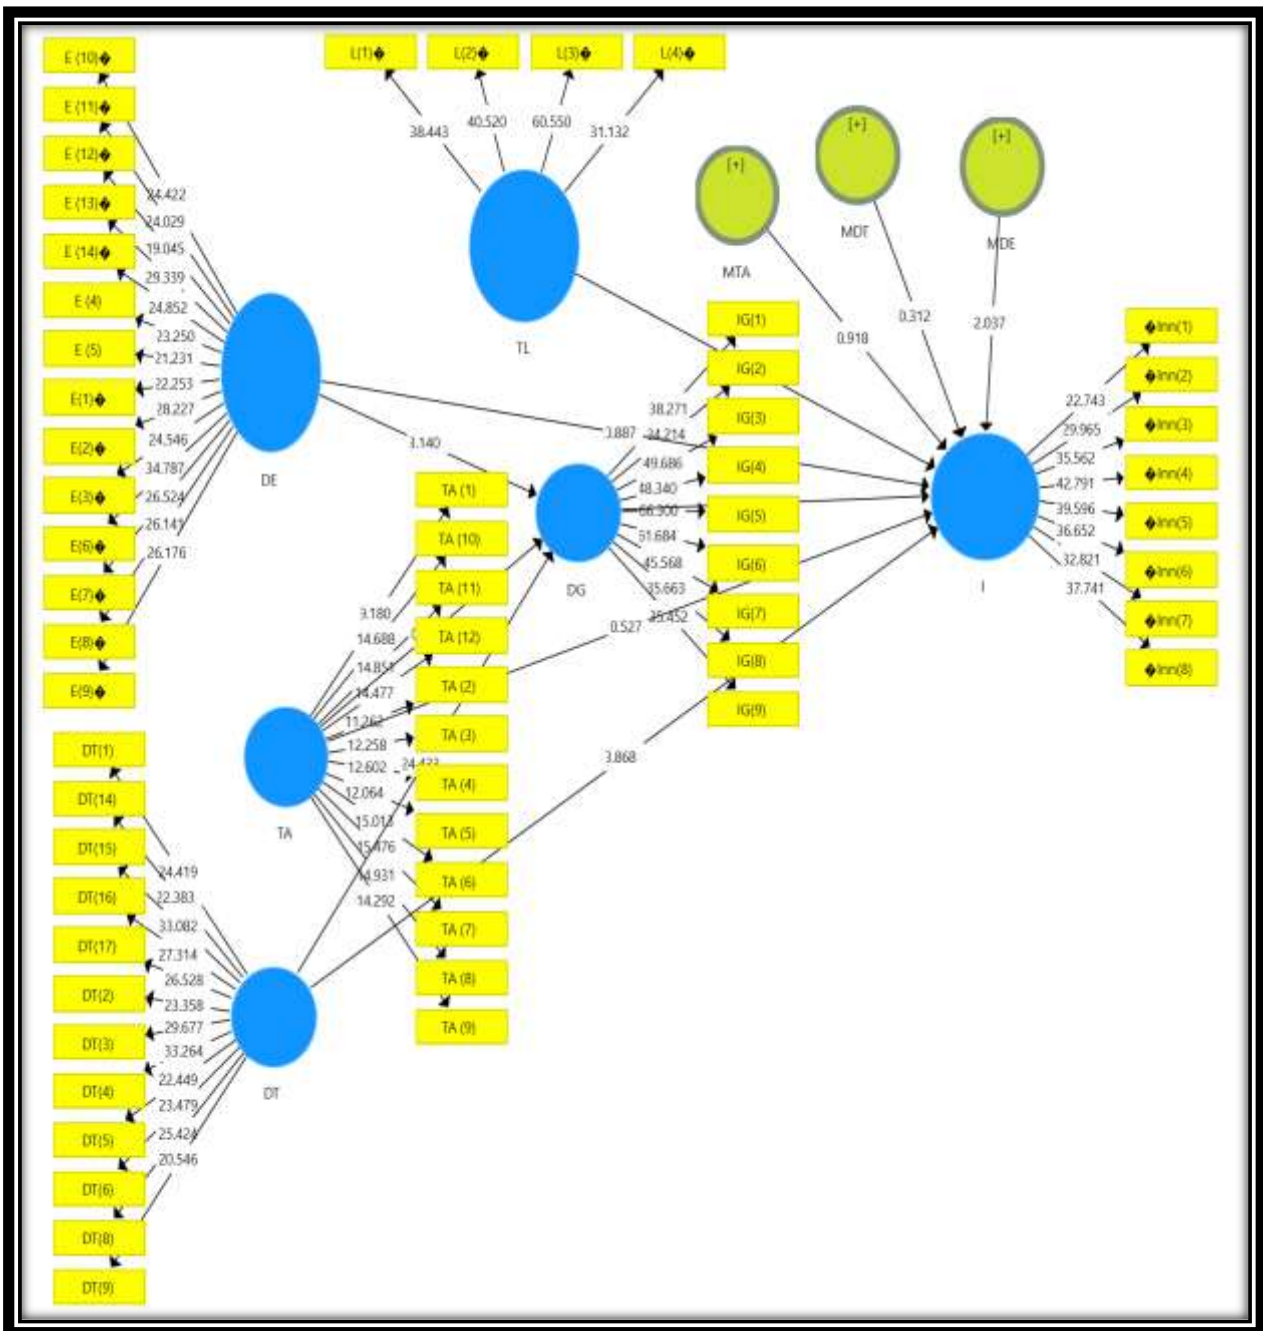 E (10)�
E (11)�
E (12)�
E (13)�
E (14)�
E (4)
E (5)
E(1)�
E(2)�
E(3)�
E(6)�
E(7)�
E(8)�
E(9)�
24.422
24.029
19.045
29.339
24.852
23.250
21.231
22.253
28.227
24.546
34.787
26.524
26.141
26.176
DE
L(1)�
L(2)�
L(3)�
L(4)�
38.443
40.520
60.550
31.132
TL
[+]
MTA
[+]
MDT
[+]
MDE
0.918
0.312
2.037
3.140
3.887
IG(1)
IG(2)
IG(3)
IG(4)
IG(5)
IG(6)
IG(7)
IG(8)
IG(9)
38.271
34.214
49.686
48.340
66.300
51.684
45.568
35.663
35.452
DG
�Inn(1)
�Inn(2)
�Inn(3)
�Inn(4)
�Inn(5)
�Inn(6)
�Inn(7)
�Inn(8)
22.743
29.965
35.562
42.791
39.596
36.652
32.821
37.741
I
TA (1)
TA (10)
TA (11)
TA (12)
TA (2)
TA (3)
TA (4)
TA (5)
TA (6)
TA (7)
TA (8)
TA (9)
9.180
14.688
14.477
11.262
12.258
12.602
12.064
15.013
15.476
14.931
14.292
TA
0.527
3.868
DT(1)
DT(14)
DT(15)
DT(16)
DT(17)
DT(2)
DT(3)
DT(4)
DT(5)
DT(6)
DT(8)
DT(9)
24.419
22.383
33.082
27.314
26.528
23.358
29.677
33.264
22.449
23.479
25.424
20.546
DT